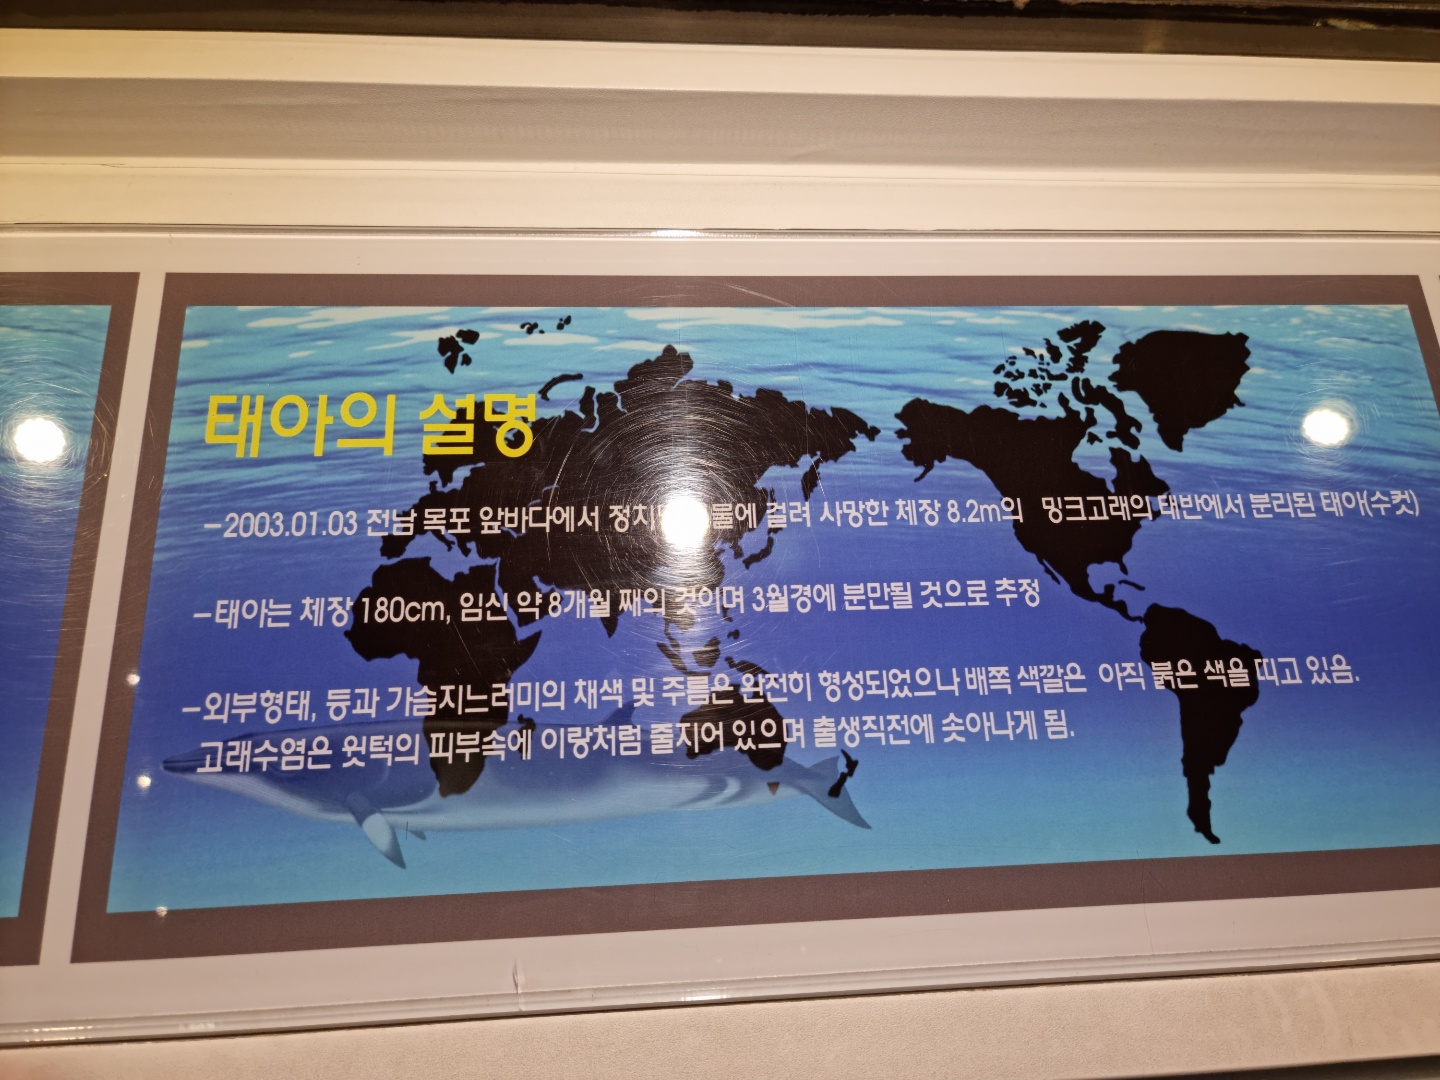 태아의 설명
-2003.01.03 전남 목포 앞바다에서 걸려 사망한 체장 8.2m의 밍크고래의 태반에서 분리된 태아(수컷)
-태아는 체장 180cm, 임신 약 8개월 째의 것이며 3월경에 분만될 것으로 추정
-외부형태, 등과 가슴지느러미의 채색 및 주름은 완전히 형성되었으나 배쪽 색깔은 아직 붉은 색을 띠고 있음.
고래수염은 윗턱의 피부속에 이랑처럼 줄지어 있으며 출생직전에 솟아나게 됨.